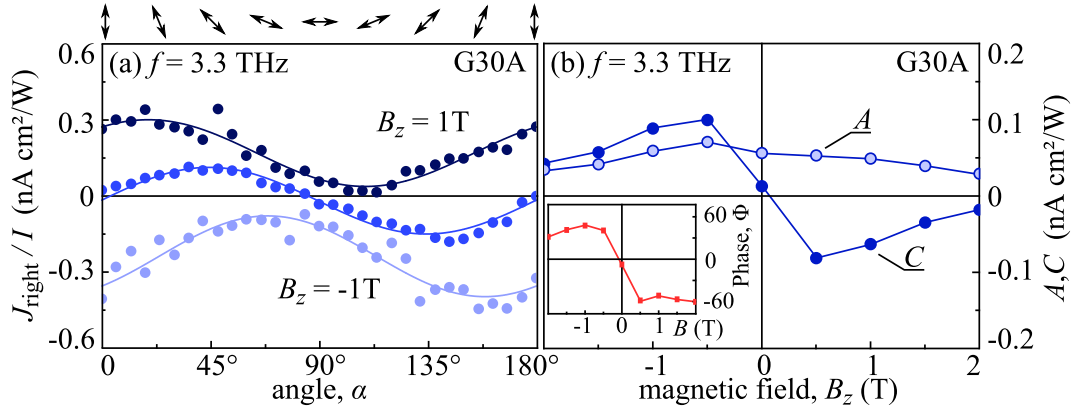 (a) f = 3.3 THz
G30A
B_z = 1T
B_z = -1T
0.6
0.3
0
-0.3
-0.6
J_right / I (nA cm²/W)
0 45° 90° 135° 180°
angle, α
(b) f = 3.3 THz
G30A
A
C
0.2
0.1
0
-0.1
-0.2
A,C (nA cm²/W)
-1 0 1 2
magnetic field, B_z (T)
60
0
-60
Phase, Φ
-1 0 1
B (T)